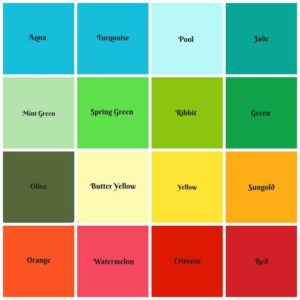 Aqua
Turquoise
Pool
Jade
Mint Green
Spring Green
Ribbit
Green
Olive
Butter Yellow
Yellow
Sungold
Orange
Watermelon
Crimson
Red